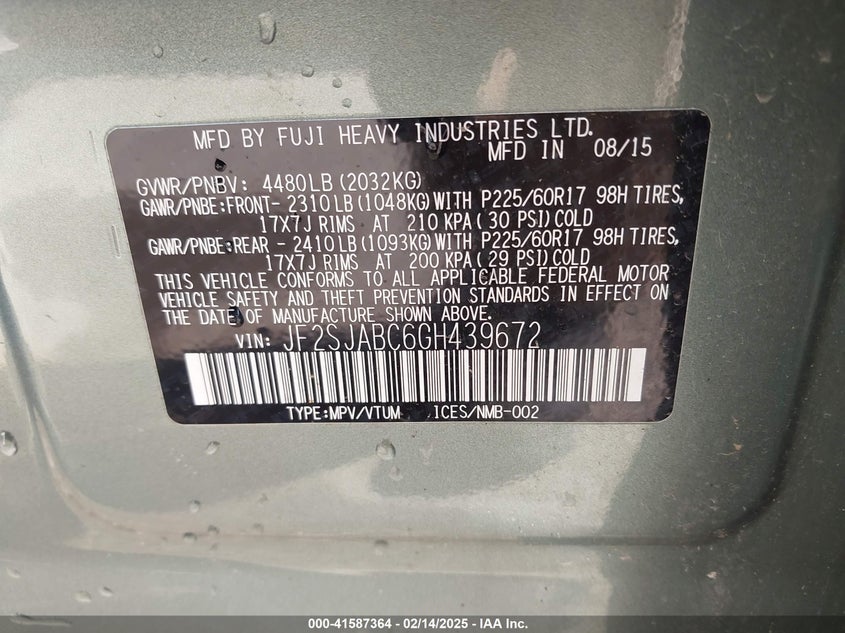 MFD BY FUJI HEAVY INDUSTRIES LTD.
MFD IN 08/15
GVWR/PNBV: 4480LB (2032KG)
GAWR/PNBE:FRONT- 2310 LB (1048KG) WITH P225/60R17 98H TIRES,
17X7J RIMS AT 210 KPA ( 30 PSI) COLD
GAWR/PNBE:REAR - 2410 LB (1093KG) WITH P225/60R17 98H TIRES,
17X7J RIMS AT 200 KPA ( 29 PSI) COLD
THIS VEHICLE CONFORMS TO ALL APPLICABLE FEDERAL MOTOR
VEHICLE SAFETY AND THEFT PREVENTION STANDARDS IN EFFECT ON
THE DATE OF MANUFACTURE SHOWN ABOVE.
VIN: JF2SJABC6GH439672
TYPE:MPV/VTUM ICES/NMB-002
000-41587364 - 02/14/2025 - IAA Inc.